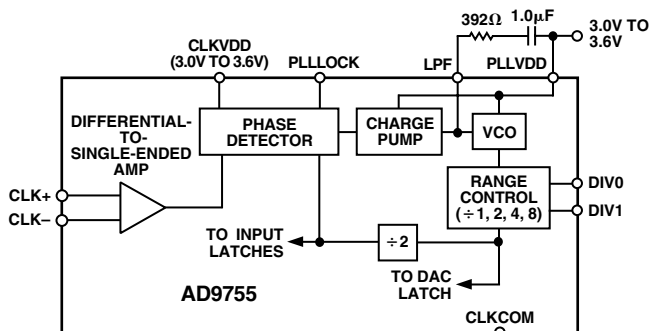 392Ω 1.0µF
3.0V TO
3.6V
CLKVDD
(3.0V TO 3.6V)
PLLLOCK
LPF
PLLVDD
DIFFERENTIAL-
TO-
SINGLE-ENDED
AMP
PHASE
DETECTOR
CHARGE
PUMP
VCO
CLK+
CLK–
RANGE
CONTROL
(÷1, 2, 4, 8)
DIV0
DIV1
TO INPUT
LATCHES
÷2
TO DAC
LATCH
AD9755
CLKCOM